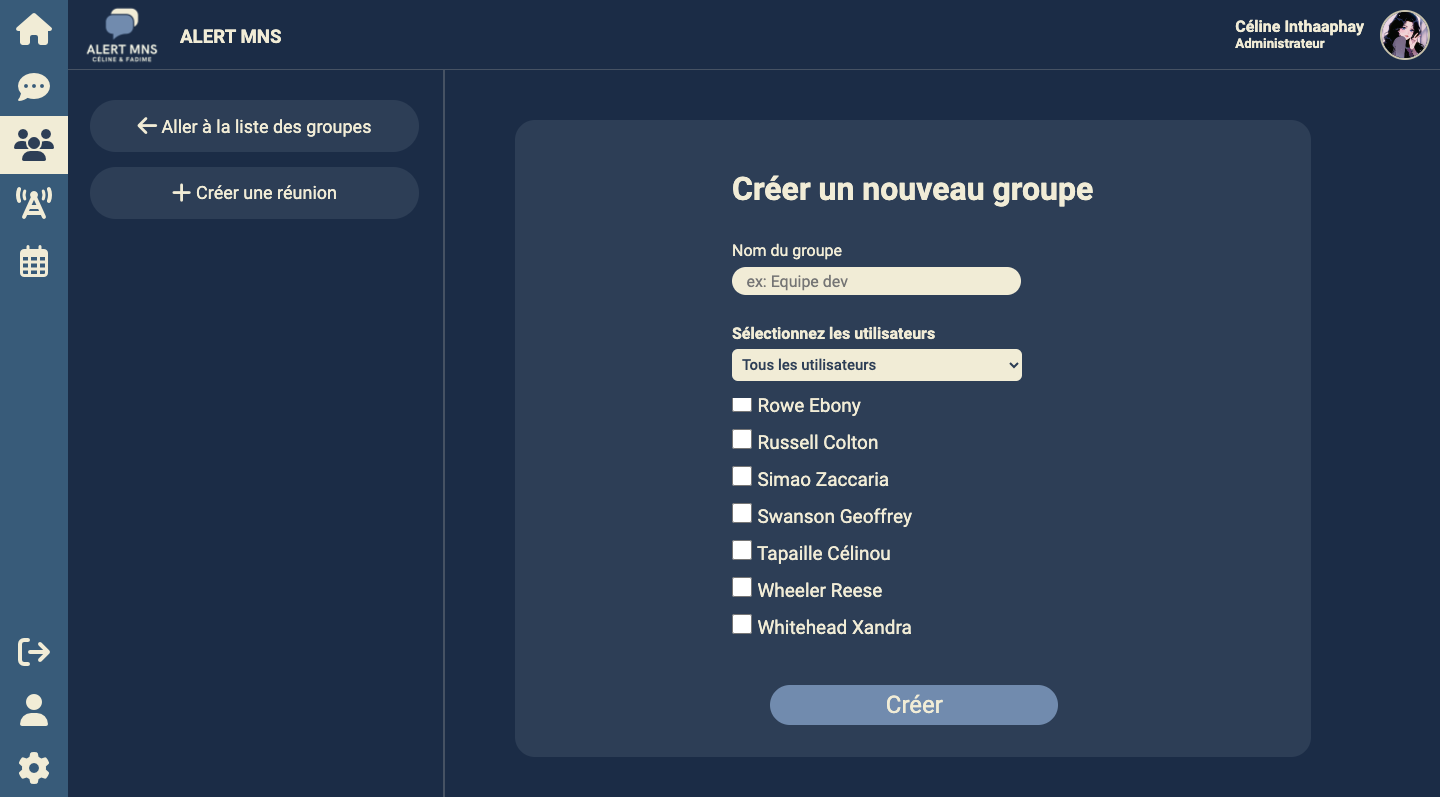 ALERT MNS
CÉLINE & FADIME
ALERT MNS
Céline Inthaaphay
Administrateur
Aller à la liste des groupes
Créer une réunion
Créer un nouveau groupe
Nom du groupe
ex: Equipe dev
Sélectionnez les utilisateurs
Tous les utilisateurs
Rowe Ebony
Russell Colton
Simao Zaccaria
Swanson Geoffrey
Tapaille Célinou
Wheeler Reese
Whitehead Xandra
Créer